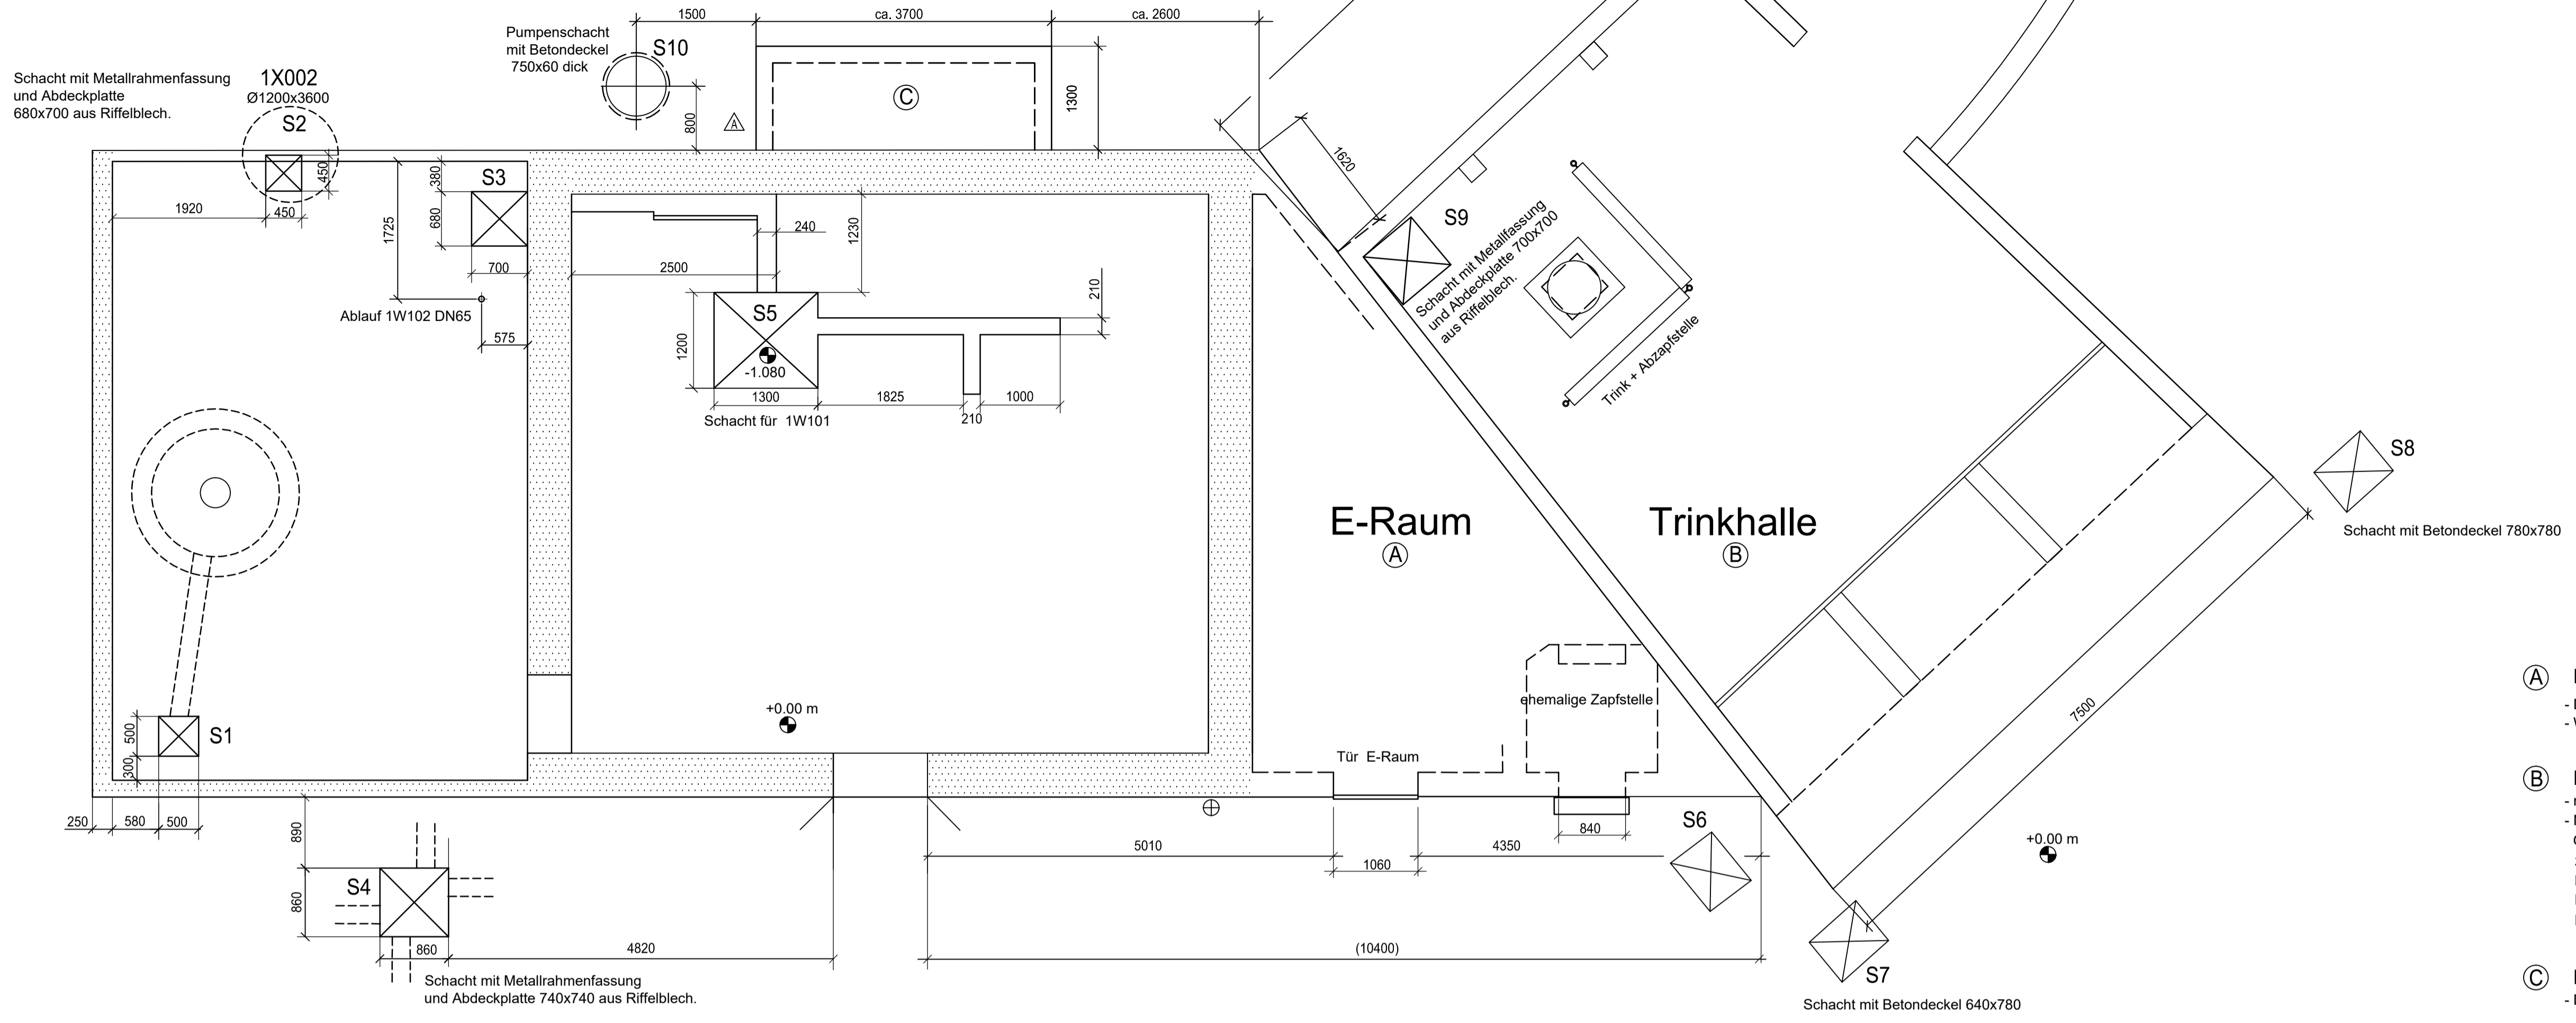 1500
ca. 3700
ca. 2600
Pumpenschacht
mit Betondeckel
750x60 dick
S10
Schacht mit Metallrahmenfassung
und Abdeckplatte
680x700 aus Riffelblech.
1X002
Ø1200x3600
S2
C
1300
800
A
1620
450
380
S3
1920
450
1725
680
700
240
1230
2500
S9
Schacht mit Metallfassung
und Abdeckplatte 700x700
aus Riffelblech.
Ablauf 1W102 DN65
575
S5
210
1200
-1.080
1300
1825
1000
210
Schacht für 1W101
Trink + Abzapfstelle
S8
Schacht mit Betondeckel 780x780
E-Raum
A
Trinkhalle
B
A
ehemalige Zapfstelle
7500
+0.00 m
500
S1
300
Tür E-Raum
B
250
580
500
890
840
S6
+0.00 m
5010
4350
1060
S4
860
860
4820
(10400)
S7
C
Schacht mit Metallrahmenfassung
und Abdeckplatte 740x740 aus Riffelblech.
Schacht mit Betondeckel 640x780